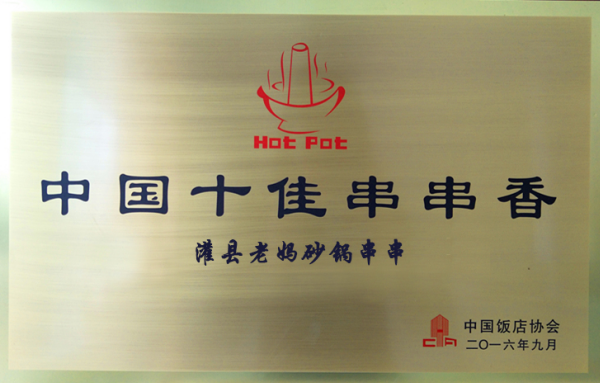 Hot Pot
中国十佳串串香
灌县老妈砂锅串串
CHA
中国饭店协会
二〇一六年九月